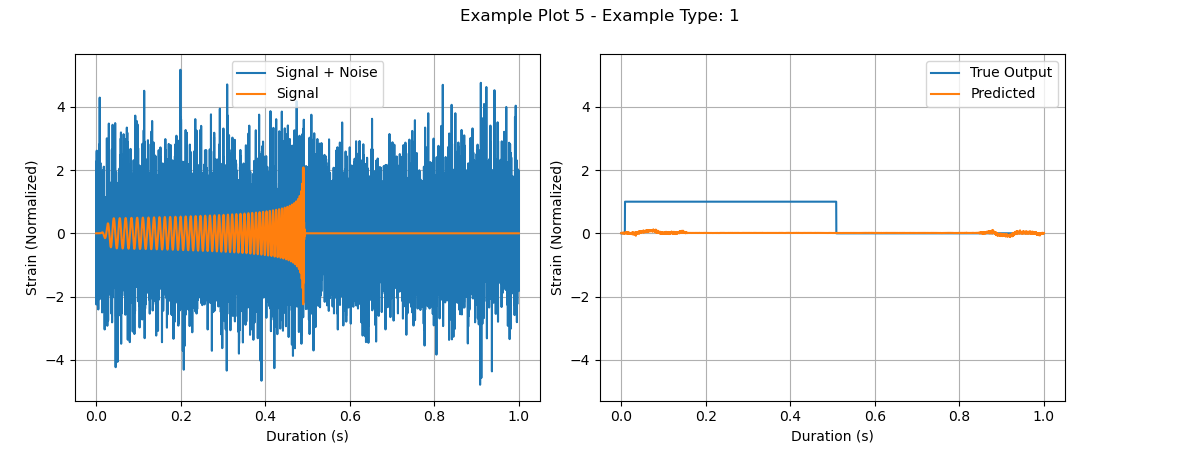 Example Plot 5 - Example Type: 1
Signal + Noise
Signal
Strain (Normalized)
4
2
0
−2
−4
0.0 0.2 0.4 0.6 0.8 1.0
Duration (s)
True Output
Predicted
Strain (Normalized)
4
2
0
−2
−4
0.0 0.2 0.4 0.6 0.8 1.0
Duration (s)